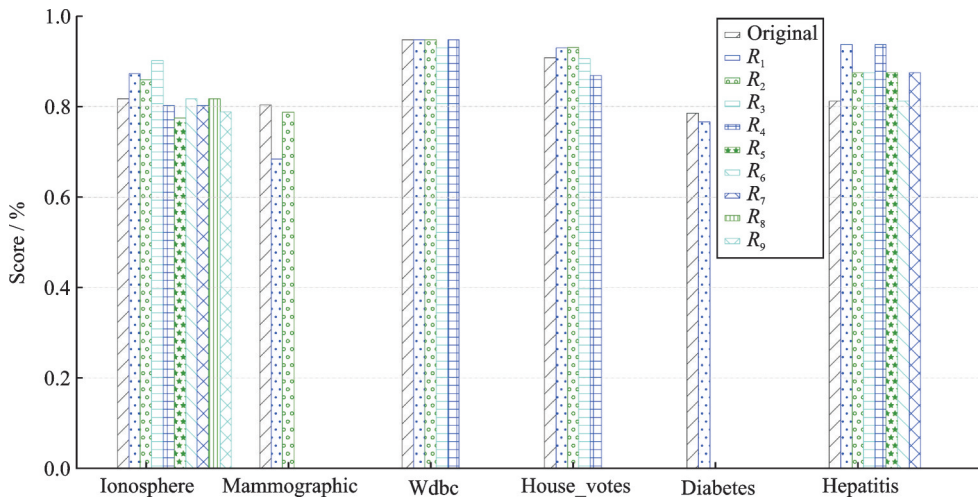 Score / %
1.0
0.8
0.6
0.4
0.2
0.0
Original
R₁
R₂
R₃
R₄
R₅
R₆
R₇
R₈
R₉
Ionosphere Mammographic Wdbc House_votes Diabetes Hepatitis